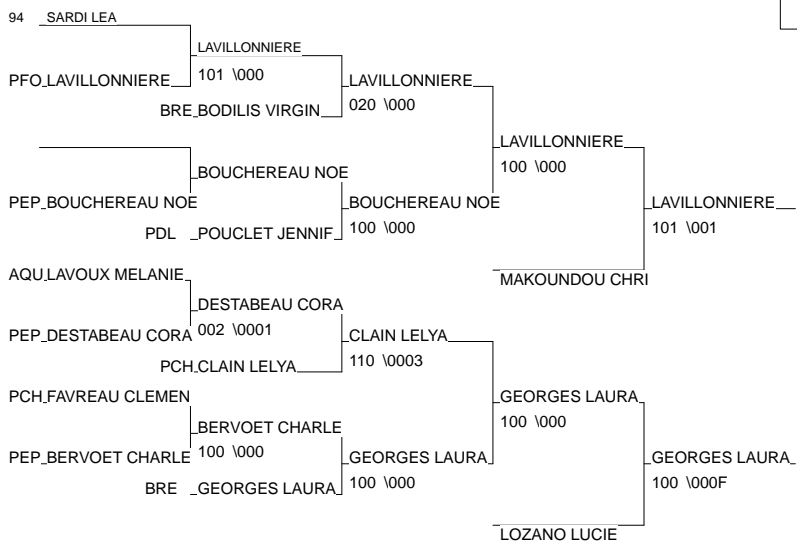 94 SARDI LEA
LAVILLONNIERE
PFO LAVILLONNIERE 101 \000 LAVILLONNIERE
BRE BODILIS VIRGIN 020 \000
LAVILLONNIERE
100 \000
BOUCHEREAU NOE
PEP BOUCHEREAU NOE BOUCHEREAU NOE LAVILLONNIERE
PDL POUCLET JENNIF 100 \000 101 \001
AQU LAVOUX MELANIE MAKOUNDOU CHRI
DESTABEAU CORA
PEP DESTABEAU CORA 002 \0001 CLAIN LELYA
PCH CLAIN LELYA 110 \0003
PCH FAVREAU CLEMEN GEORGES LAURA
100 \000
BERVOET CHARLE
PEP BERVOET CHARLE 100 \000 GEORGES LAURA GEORGES LAURA
BRE GEORGES LAURA 100 \000 100 \000F
LOZANO LUCIE